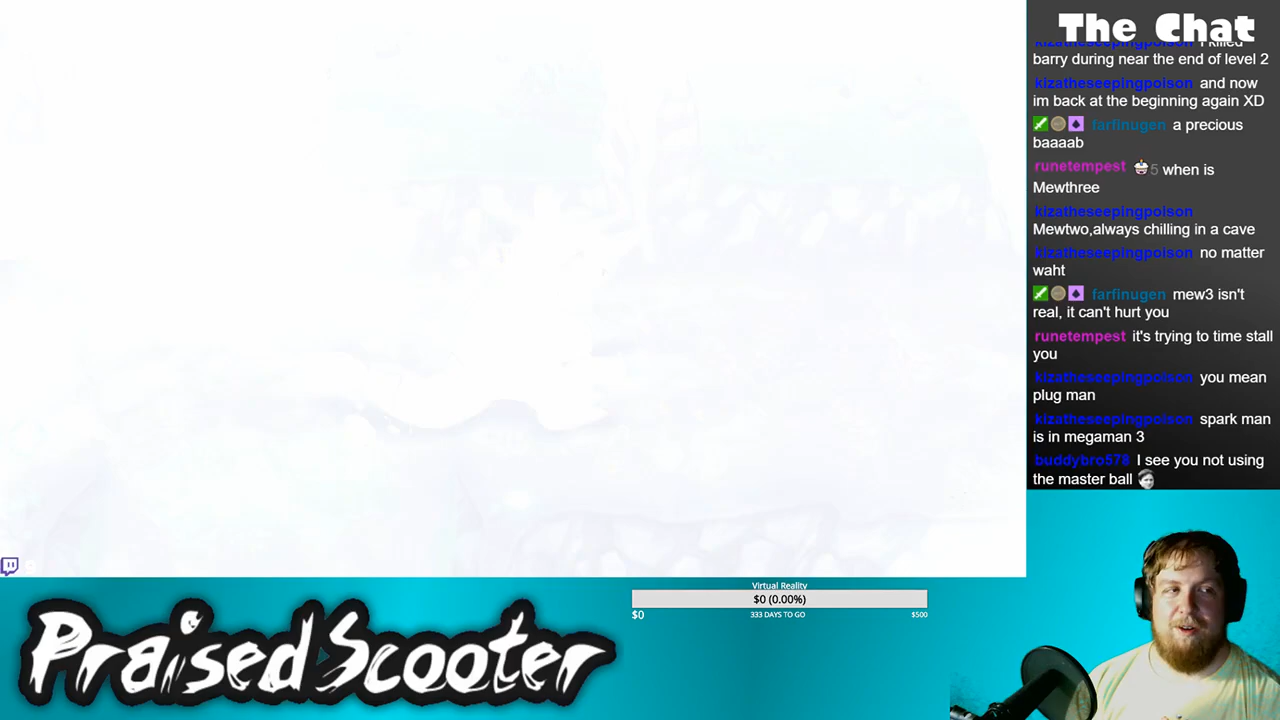 The Chat
kizatheseepingpoison I killed
barry during near the end of level 2
kizatheseepingpoison and now
im back at the beginning again XD
farfinugen a precious
baaaab
runetempest 5 when is
Mewthree
kizatheseepingpoison
Mewtwo,always chilling in a cave
kizatheseepingpoison no matter
waht
farfinugen mew3 isn't
real, it can't hurt you
runetempest it's trying to time stall
you
kizatheseepingpoison you mean
plug man
kizatheseepingpoison spark man
is in megaman 3
buddybro578 I see you not using
the master ball
Virtual Reality
$0 (0.00%)
$0 333 DAYS TO GO $500
PraisedScooter